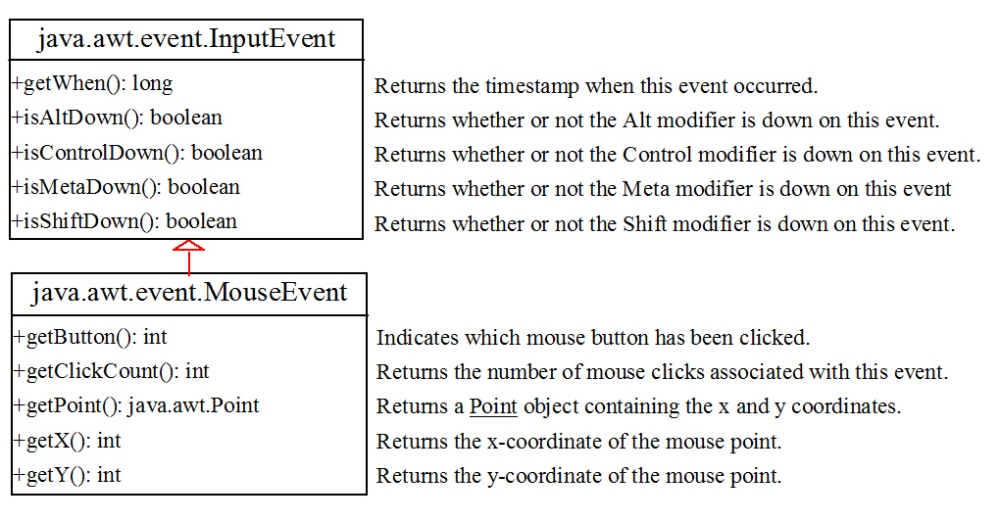 java.awt.event.InputEvent
+getWhen(): long Returns the timestamp when this event occurred.
+isAltDown(): boolean Returns whether or not the Alt modifier is down on this event.
+isControlDown(): boolean Returns whether or not the Control modifier is down on this event.
+isMetaDown(): boolean Returns whether or not the Meta modifier is down on this event
+isShiftDown(): boolean Returns whether or not the Shift modifier is down on this event.
java.awt.event.MouseEvent
+getButton(): int Indicates which mouse button has been clicked.
+getClickCount(): int Returns the number of mouse clicks associated with this event.
+getPoint(): java.awt.Point Returns a Point object containing the x and y coordinates.
+getX(): int Returns the x-coordinate of the mouse point.
+getY(): int Returns the y-coordinate of the mouse point.